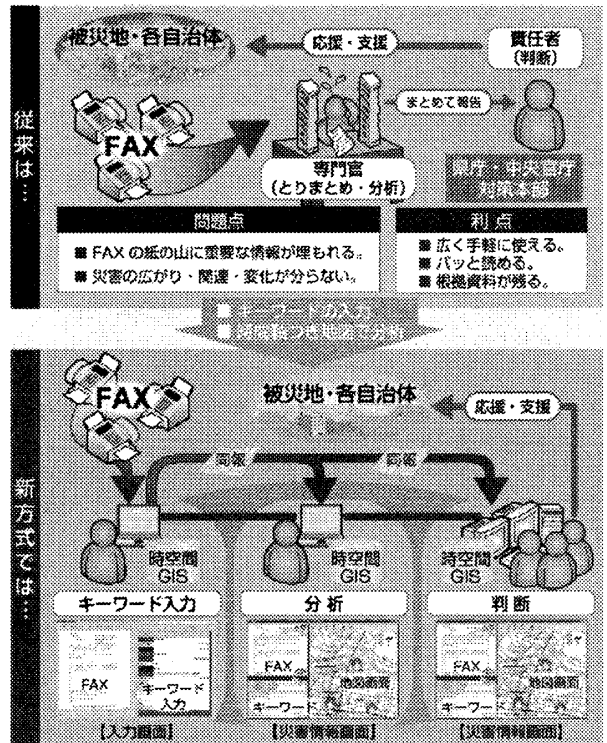 従来は…
被災地・各自治体
応援・支援
責任者
(判断)
FAX
まとめて報告
専門官
(とりまとめ・分析)
県庁・中央官庁
対策本部
問題点
■ FAXの紙の山に重要な情報が埋もれる。
■ 災害の広がり・関連・変化が分らない。
利点
■ 広く手軽に使える。
■ パッと読める。
■ 根拠資料が残る。
■ キーワードの入力
新方式では…
FAX
被災地・各自治体
応援・支援
同報
同報
時空間
GIS
時空間
GIS
時空間
GIS
キーワード入力
分析
判断
FAX
キーワード
入力
FAX
地図画面
キーワード
FAX
地図画面
キーワード
【入力画面】
【災害情報画面】
【災害情報画面】